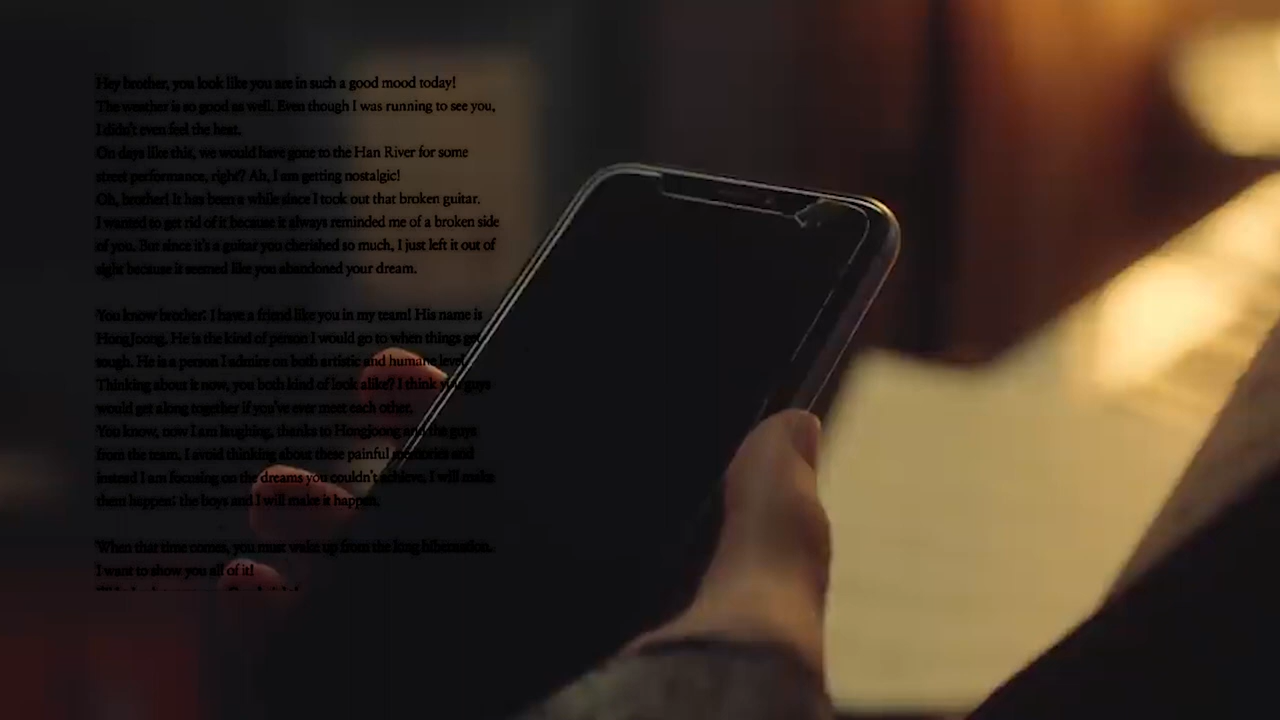 Hey brother, you look like you are in such a good mood today!
The weather is so good as well. Even though I was running to see you,
I didn't even feel the heat.
On days like this, we would have gone to the Han River for some
street performance, right? Ah, I am getting nostalgic!
Oh, brother! It has been a while since I took out that broken guitar.
I wanted to get rid of it because it always reminded me of a broken side
of you. But since it's a guitar you cherished so much, I just left it out of
sight because it seemed like you abandoned your dream.
You know brother: I have a friend like you in my team! His name is
HongJoong. He is the kind of person I would go to when things get
tough. He is a person I admire on both artistic and humane level.
Thinking about it now, you both kind of look alike? I think you guys
would get along together if you've ever meet each other.
You know, now I am laughing, thanks to Hongjoong and the guys
from the team. I avoid thinking about these painful memories and
instead I am focusing on the dreams you couldn't achieve. I will make
them happen: the boys and I will make it happen.
When that time comes, you must wake up from the long hibernation.
I want to show you all of it!